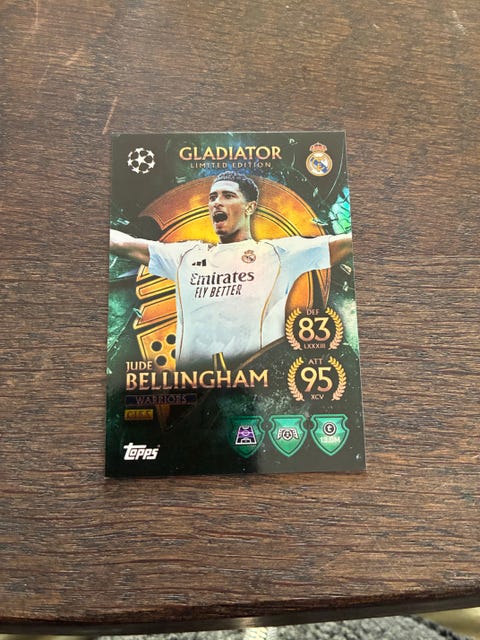 GLADIATOR
LIMITED EDITION
Emirates
FLY BETTER
DEF
83
LXXXIII
JUDE
BELLINGHAM
WARRIORS
ATT
95
XCV
topps